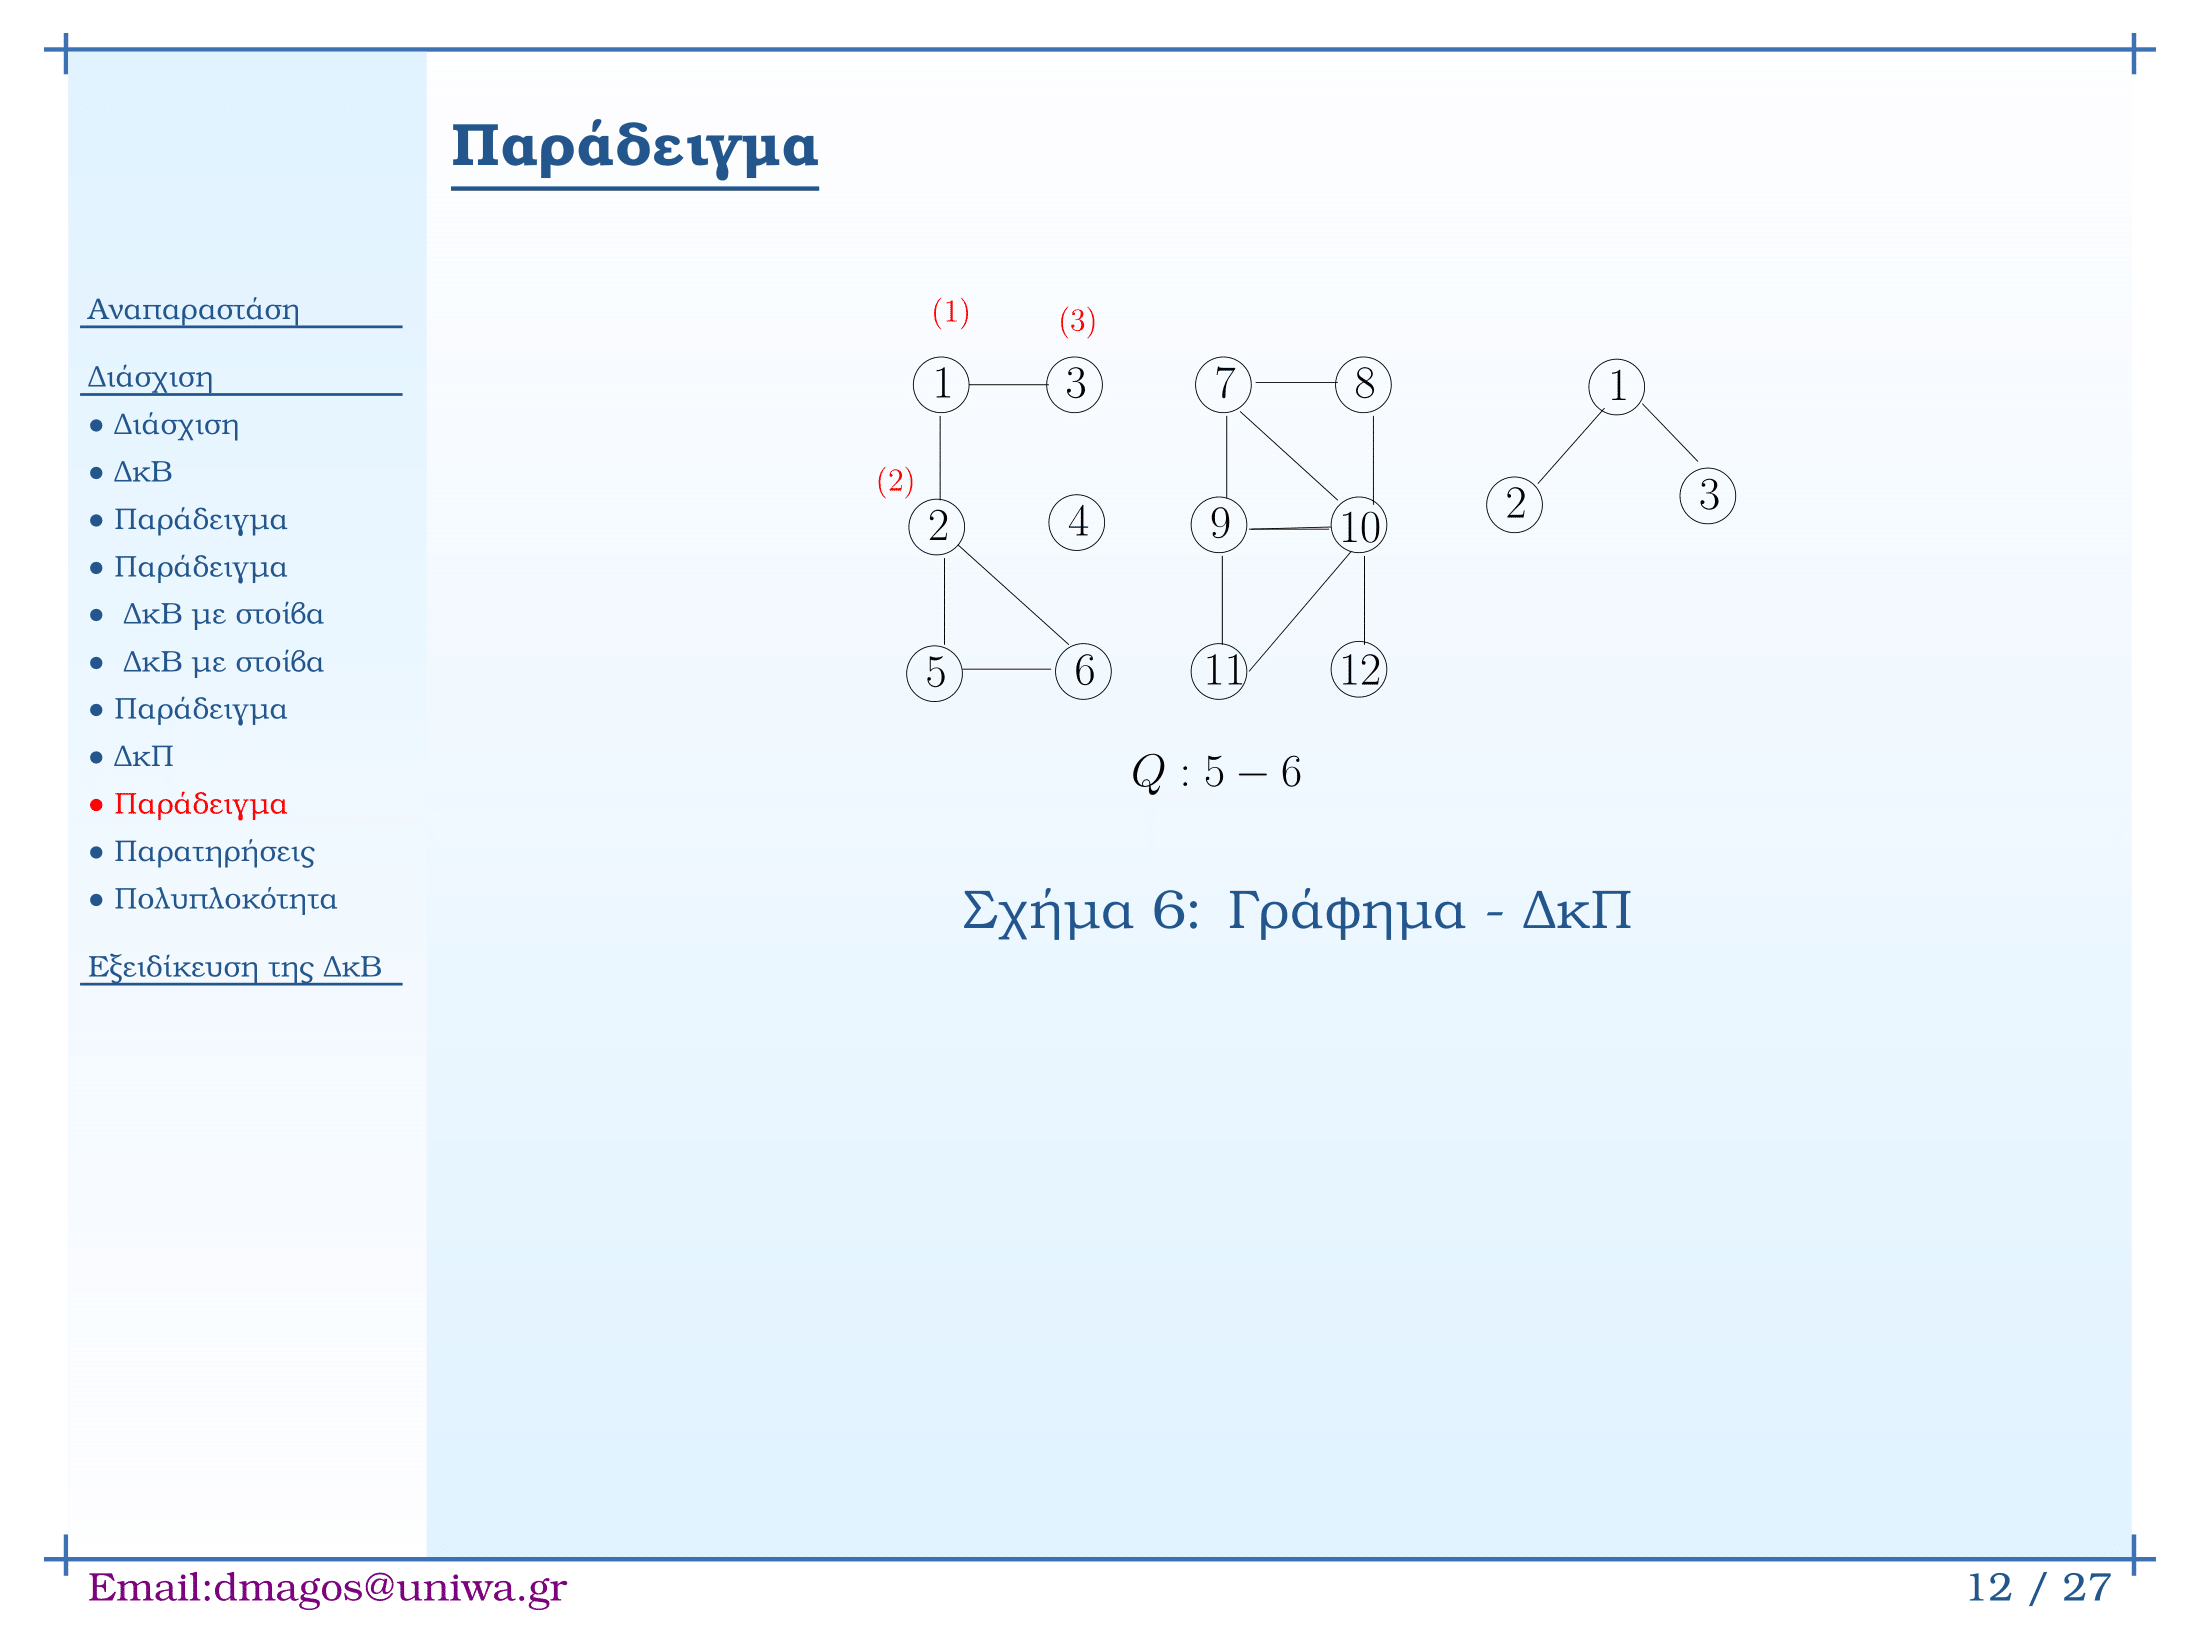 Παράδειγμα
Αναπαραστάση
Διάσχιση
• Διάσχιση
• ΔκΒ
• Παράδειγμα
• Παράδειγμα
• ΔκΒ με στοίβα
• ΔκΒ με στοίβα
• Παράδειγμα
• ΔκΠ
• Παράδειγμα
• Παρατηρήσεις
• Πολυπλοκότητα
Εξειδίκευση της ΔκΒ
(1) (3)
1 3 7 8 1
(2)
2 4 9 10 2 3
5 6 11 12
Q : 5 − 6
Σχήμα 6: Γράφημα - ΔκΠ
Email:dmagos@uniwa.gr
12 / 27